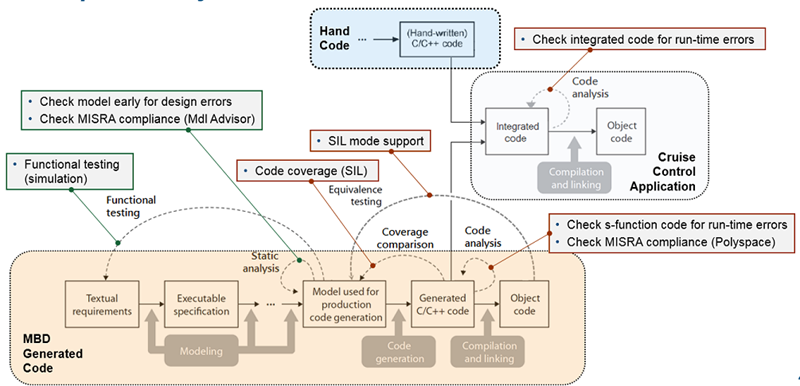 Hand
Code
...
(Hand-written)
C/C++ code
• Check integrated code for run-time errors
Code
analysis
Integrated
code
Object
code
Compilation
and linking
Cruise
Control
Application
• Check model early for design errors
• Check MISRA compliance (Mdl Advisor)
• SIL mode support
• Functional testing
(simulation)
• Code coverage (SIL)
Functional
testing
Equivalence
testing
• Check s-function code for run-time errors
• Check MISRA compliance (Polyspace)
Static
analysis
Coverage
comparison
Code
analysis
Textual
requirements
Executable
specification
...
Model used for
production
code generation
Generated
C/C++ code
Object
code
Modeling
Code
generation
Compilation
and linking
MBD
Generated
Code